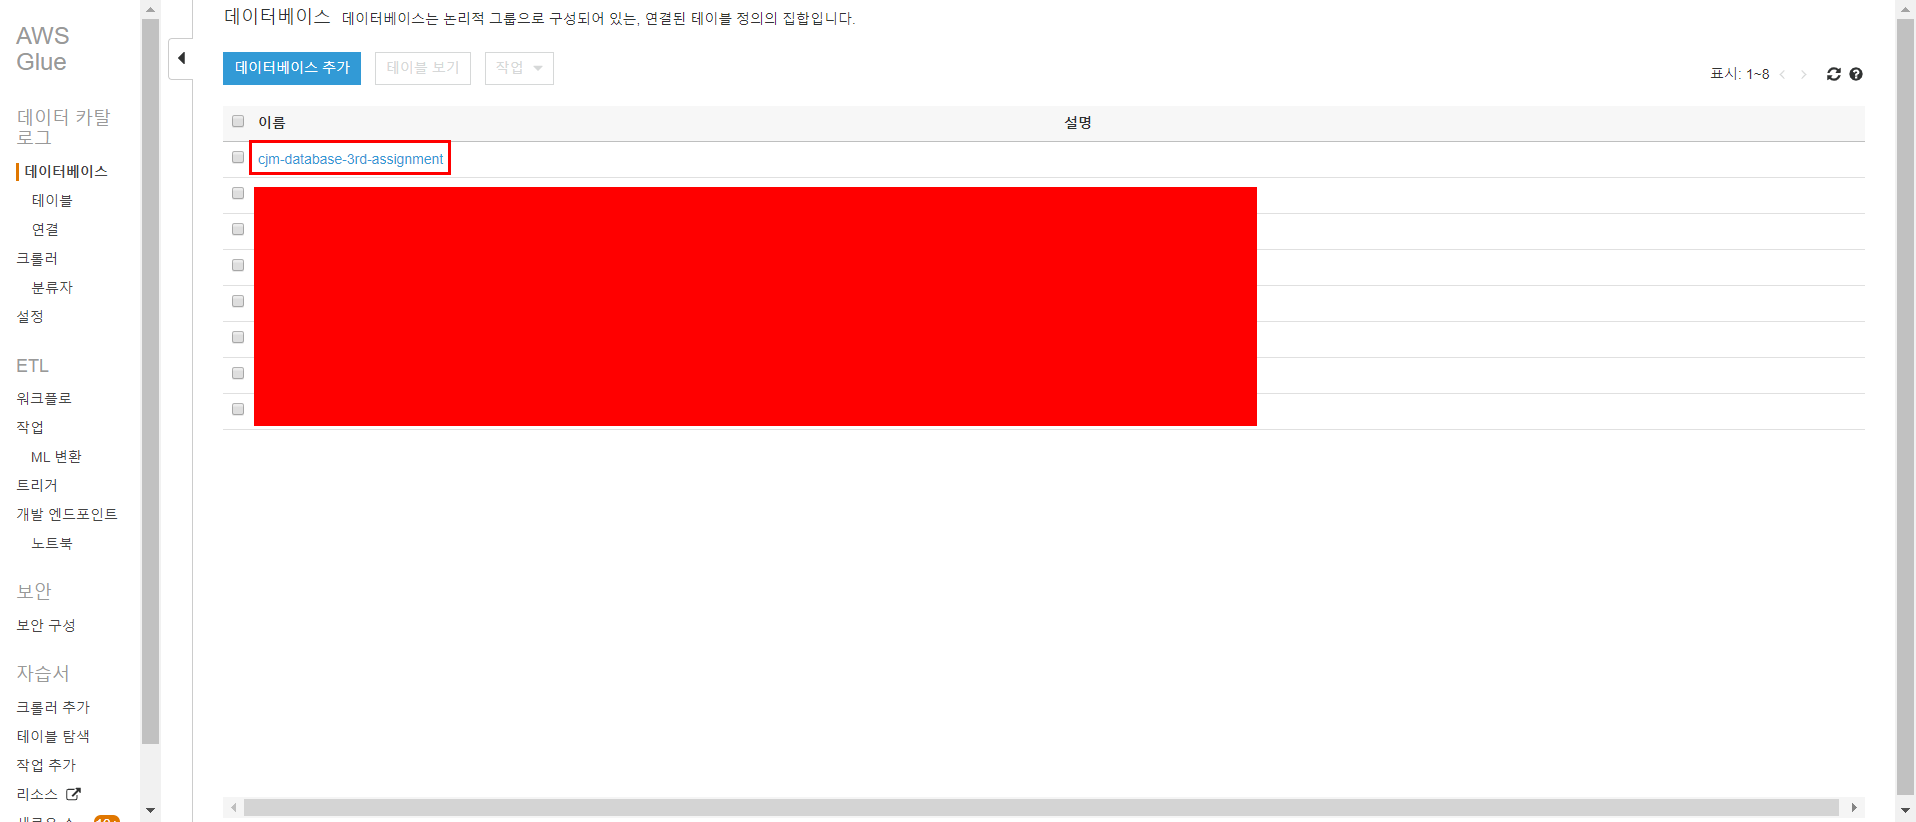 AWS
Glue
데이터 카탈
로그
데이터베이스
테이블
연결
크롤러
분류자
설정
ETL
워크플로
작업
ML 변환
트리거
개발 엔드포인트
노트북
보안
보안 구성
자습서
크롤러 추가
테이블 탐색
작업 추가
리소스
데이터베이스 데이터베이스는 논리적 그룹으로 구성되어 있는, 연결된 테이블 정의의 집합입니다.
데이터베이스 추가 테이블 보기 작업
표시: 1~8
이름 설명
cjm-database-3rd-assignment